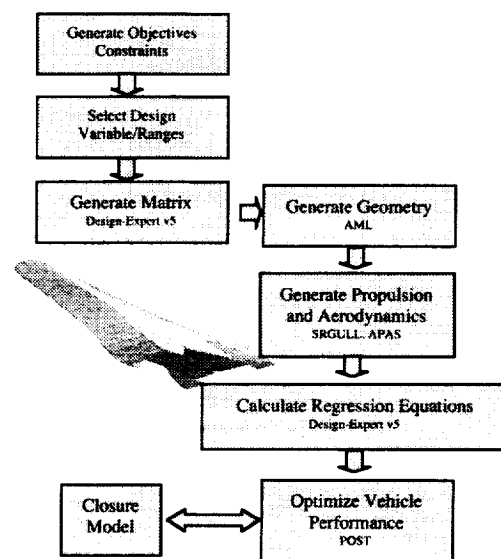 Generate Objectives
Constraints
Select Design
Variable/Ranges
Generate Matrix
Design-Expert v5
Generate Geometry
AML
Generate Propulsion
and Aerodynamics
SRGULL, APAS
Calculate Regression Equations
Design-Expert v5
Closure
Model
Optimize Vehicle
Performance
POST